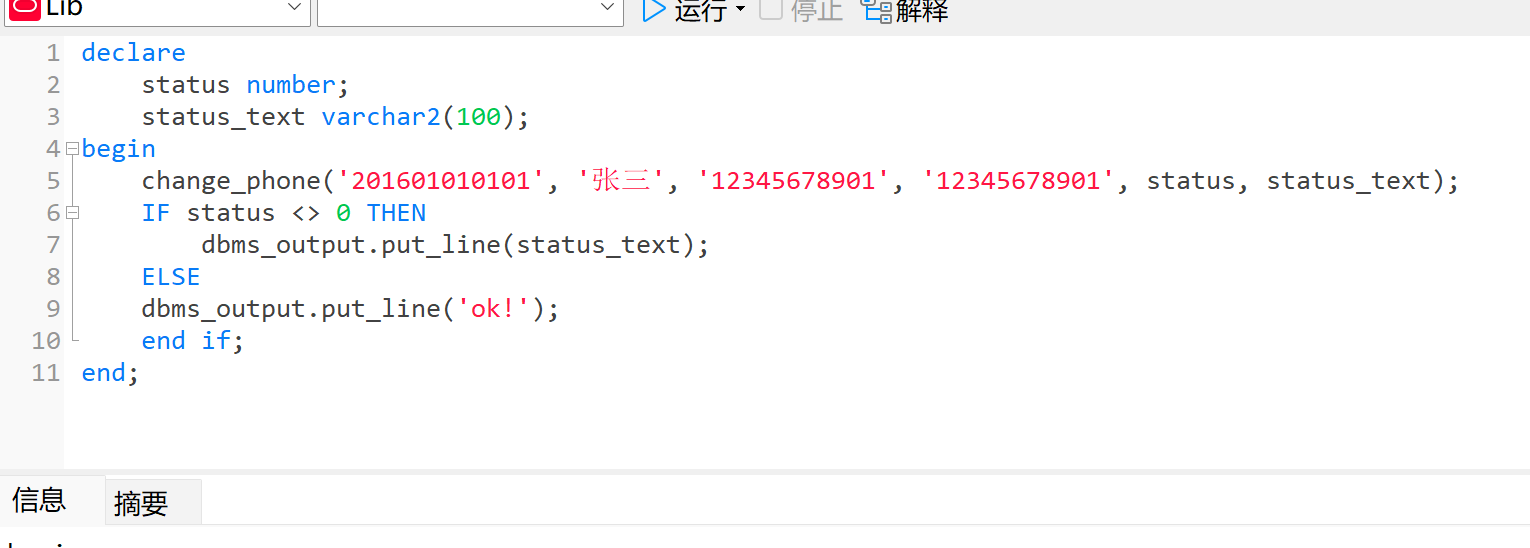 Lib 运行 停止 解释
1 declare
2 status number;
3 status_text varchar2(100);
4 begin
5 change_phone('201601010101', '张三', '12345678901', '12345678901', status, status_text);
6 IF status <> 0 THEN
7 dbms_output.put_line(status_text);
8 ELSE
9 dbms_output.put_line('ok!');
10 end if;
11 end;
信息 摘要